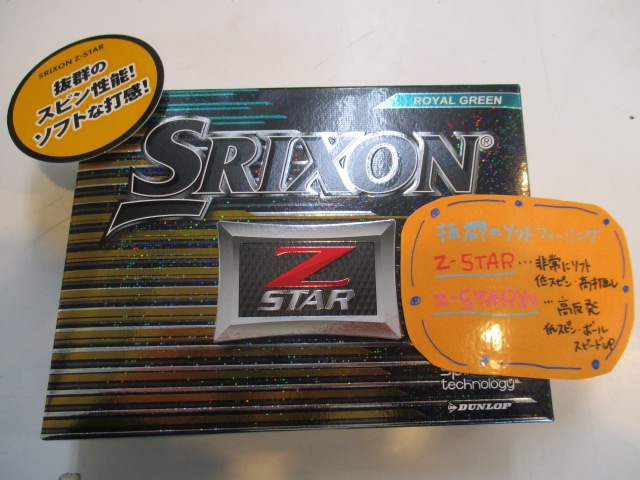 SRIXON Z-STAR
抜群の
スピン性能!
ソフトな打感!
ROYAL GREEN
SRIXON®
Z
STAR
抜群のソフトフィーリング
Z-STAR…非常にソフト
低スピン・高打出し
Z-STARXV…高反発
低スピン・ボール
スピードUP
technology
DUNLOP